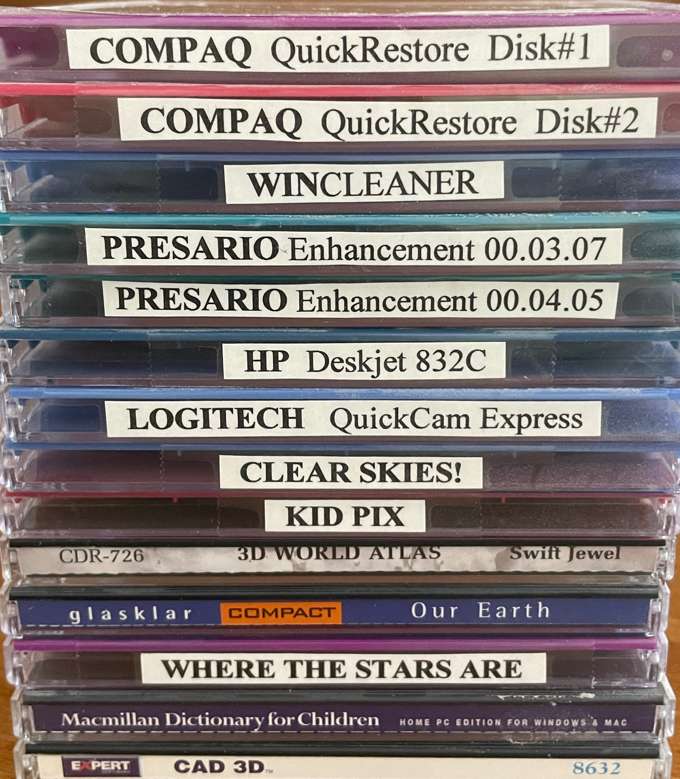 COMPAQ QuickRestore Disk#1
COMPAQ QuickRestore Disk#2
WINCLEANER
PRESARIO Enhancement 00.03.07
PRESARIO Enhancement 00.04.05
HP Deskjet 832C
LOGITECH QuickCam Express
CLEAR SKIES!
KID PIX
CDR-726 3D WORLD ATLAS Swift Jewel
glasklar COMPACT Our Earth
WHERE THE STARS ARE
Macmillan Dictionary for Children HOME PC EDITION FOR WINDOWS & MAC
EXPERT CAD 3D™ 8632